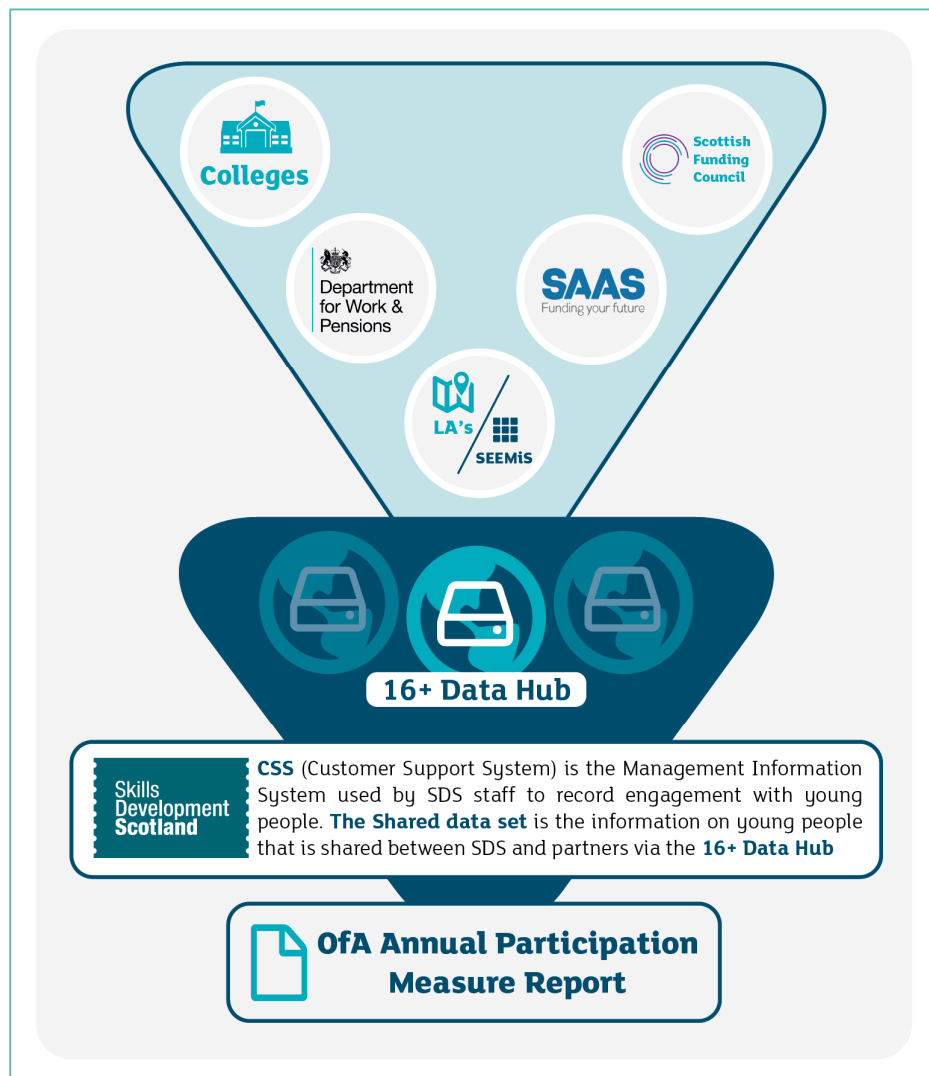 Colleges
Scottish
Funding
Council
Department
for Work &
Pensions
SAAS
Funding your future
LA's
SEEMiS
16+ Data Hub
Skills
Development
Scotland
CSS (Customer Support System) is the Management Information
System used by SDS staff to record engagement with young
people. The Shared data set is the information on young people
that is shared between SDS and partners via the 16+ Data Hub
OfA Annual Participation
Measure Report